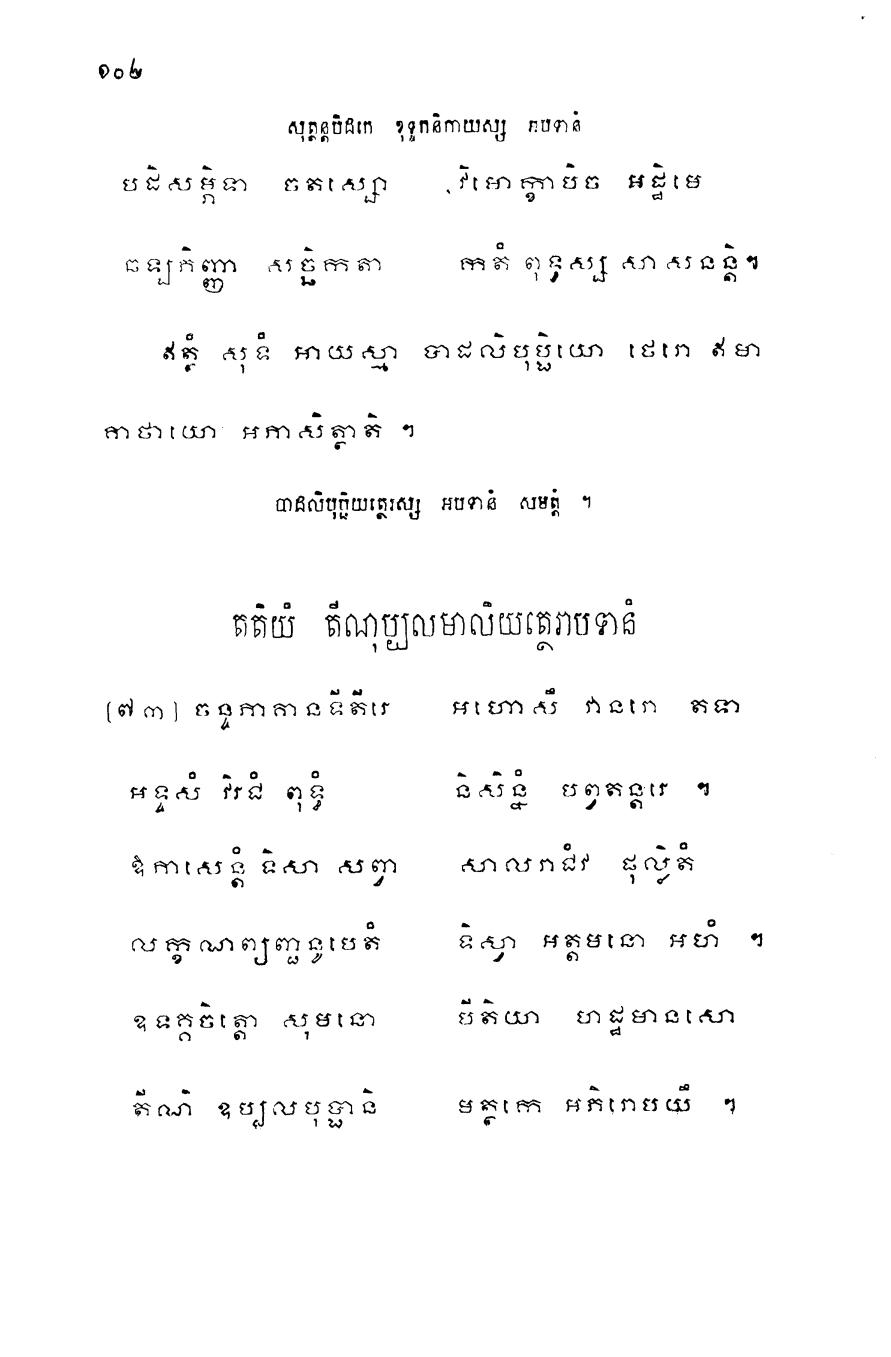 ១០២
សុត្តន្តបិដកេ ខុទ្ទកនិកាយស្ស អបទានំ
បដិសម្ភិទា ចតស្សោ វិមោក្ខាបិច អដ្ឋិមេ
ឆឡភិញ្ញា សច្ឆិកតា កតំ ពុទ្ធស្ស សាសនន្តិ។
ឥត្ថំ សុទំ អាយស្មា បាដលិបុប្ផិយោ ថេរោ ឥមា
គាថាយោ អភាសិត្ថាតិ ។
បាដលិបុប្ផិយត្ថេរស្ស អបទានំ សមត្តំ ។
តតិយំ តីណុប្បលមាលិយត្ថេរាបទានំ
[៧៣] ចន្ទភាគានទីតីរេ អហោសឹ វានរោ តទា
អទ្ទសំ វិរជំ ពុទ្ធំ និសិន្នំ បព្វតន្តរេ ។
ឱភាសេន្តំ ទិសា សព្វា សាលរាជំវ ផុល្លិតំ
លក្ខណព្យញ្ជនូបេតំ ទិស្វា អត្តមនោ អហំ ។
ឧទគ្គចិត្តោ សុមនោ បីតិយា ហដ្ឋមានសោ
តីណិ ឧប្បលបុប្ផានិ មត្ថកេ អភិរោបយឹ ។